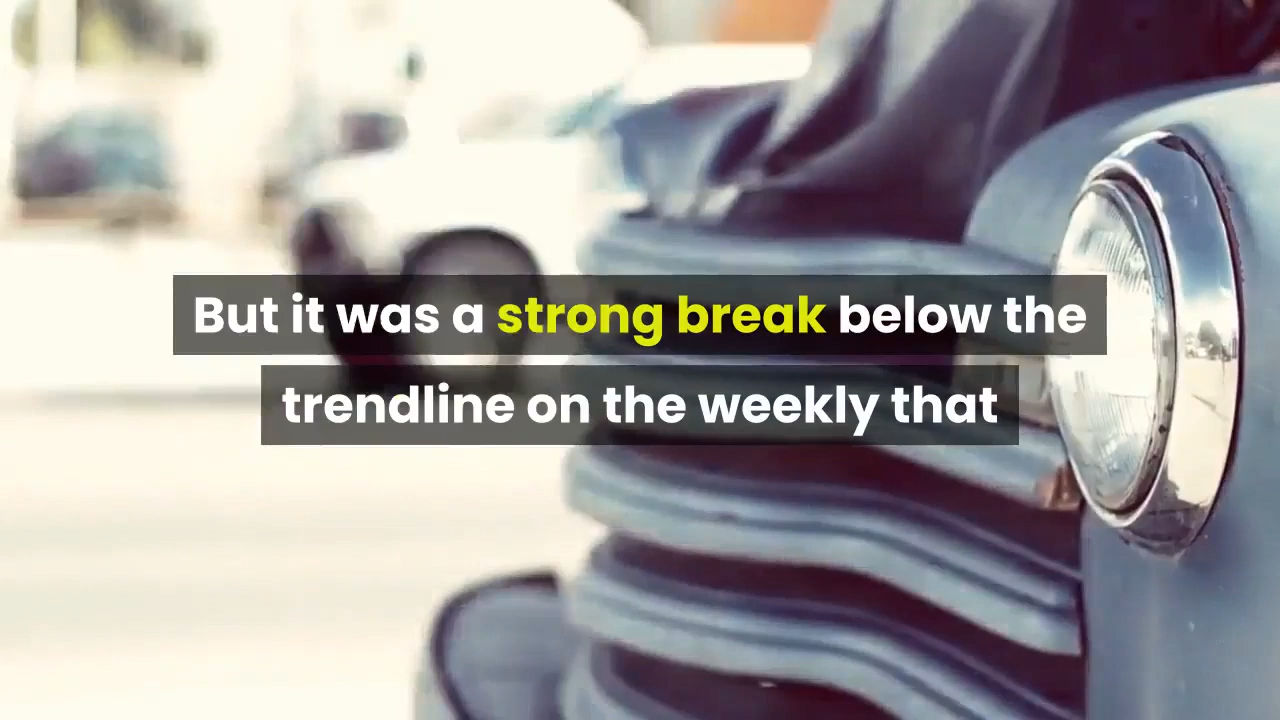 But it was a strong break below the
trendline on the weekly that